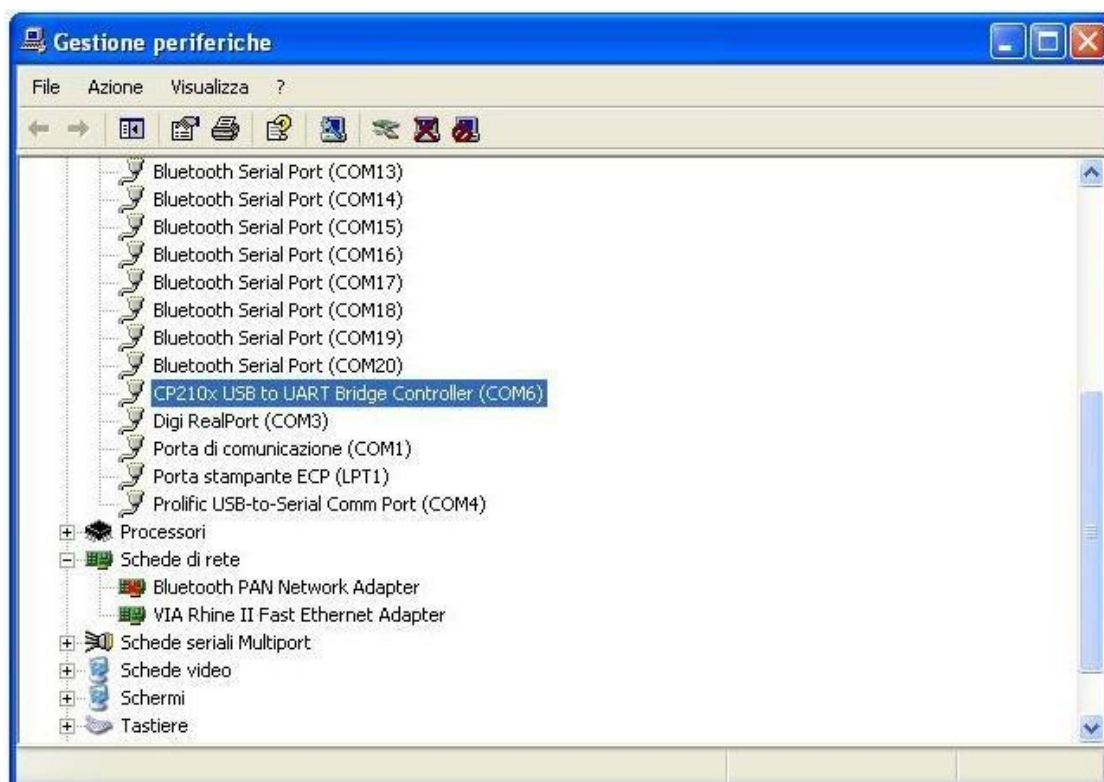 Gestione periferiche
File Azione Visualizza ?
Bluetooth Serial Port (COM13)
Bluetooth Serial Port (COM14)
Bluetooth Serial Port (COM15)
Bluetooth Serial Port (COM16)
Bluetooth Serial Port (COM17)
Bluetooth Serial Port (COM18)
Bluetooth Serial Port (COM19)
Bluetooth Serial Port (COM20)
CP210x USB to UART Bridge Controller (COM6)
Digi RealPort (COM3)
Porta di comunicazione (COM1)
Porta stampante ECP (LPT1)
Prolific USB-to-Serial Comm Port (COM4)
Processori
Schede di rete
Bluetooth PAN Network Adapter
VIA Rhine II Fast Ethernet Adapter
Schede seriali Multiport
Schede video
Schermi
Tastiere